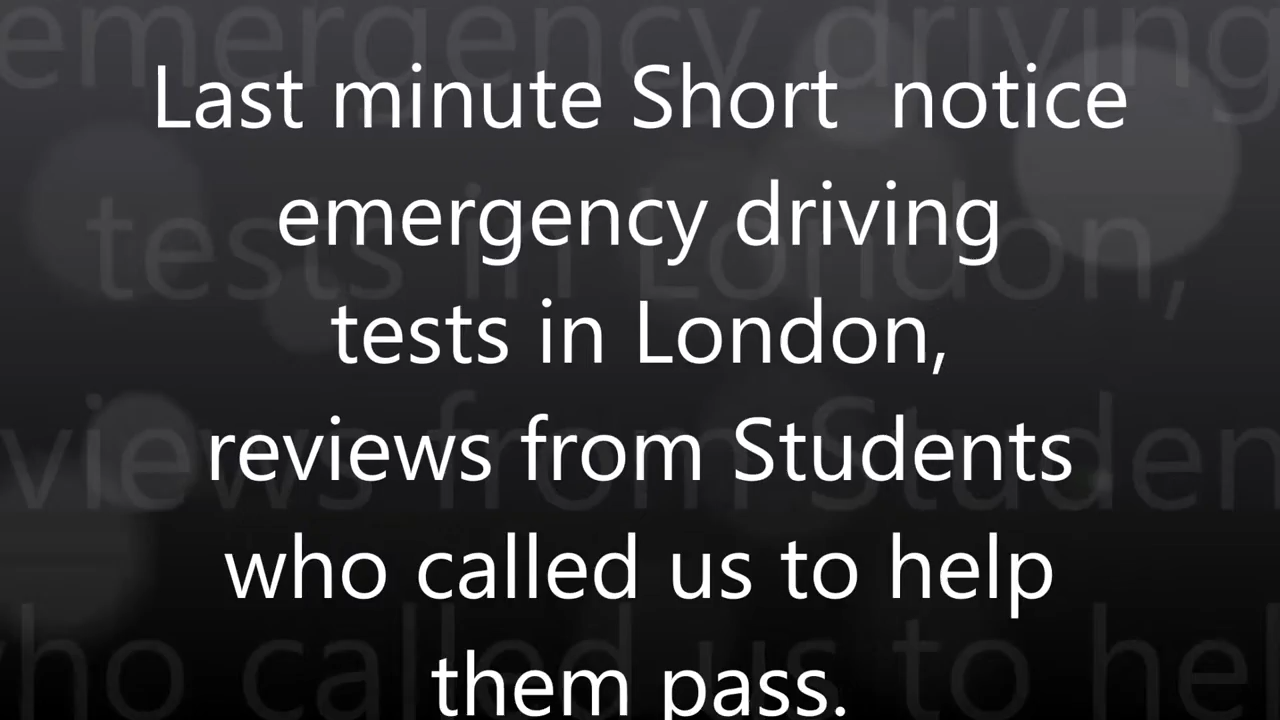 Last minute Short  notice
emergency driving
tests in London,
reviews from Students
who called us to help
them pass.